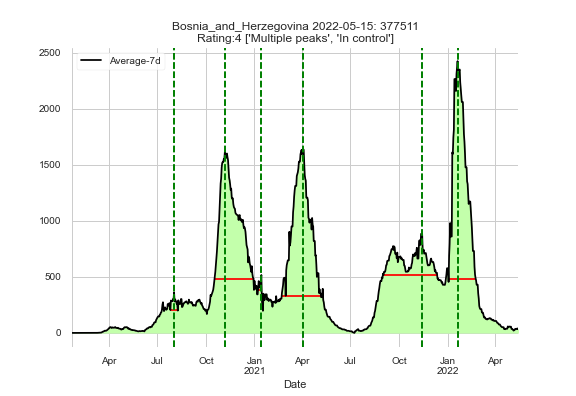 Bosnia_and_Herzegovina 2022-05-15: 377511
Rating:4 ['Multiple peaks', 'In control']
Average-7d
2500
2000
1500
1000
500
0
Apr Jul Oct Jan Apr Jul Oct Jan Apr
2021 2022
Date